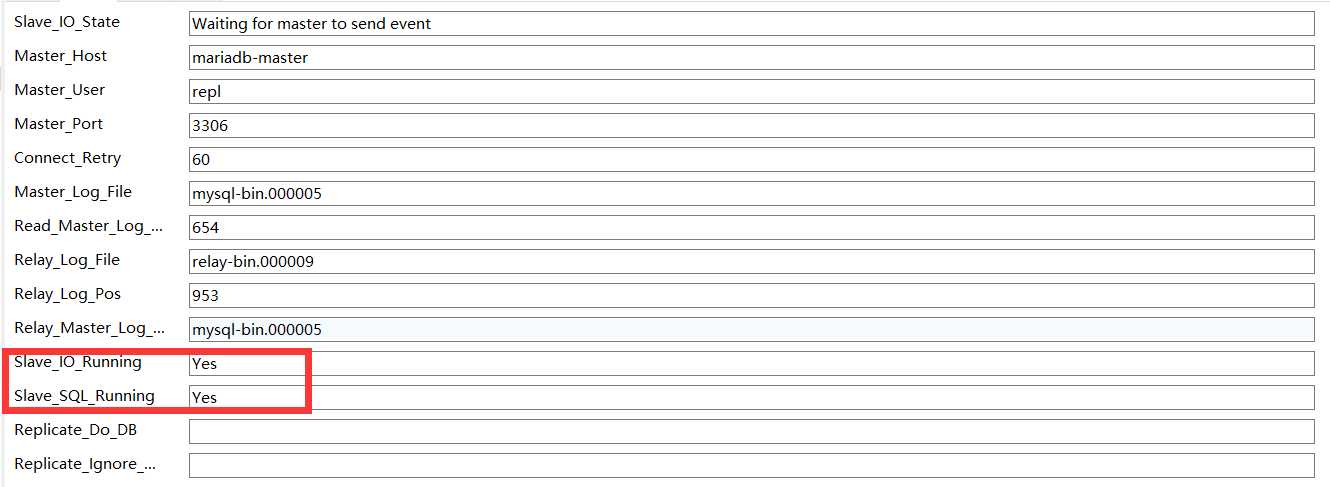 Slave_IO_State Waiting for master to send event
Master_Host mariadb-master
Master_User repl
Master_Port 3306
Connect_Retry 60
Master_Log_File mysql-bin.000005
Read_Master_Log_... 654
Relay_Log_File relay-bin.000009
Relay_Log_Pos 953
Relay_Master_Log_... mysql-bin.000005
Slave_IO_Running Yes
Slave_SQL_Running Yes
Replicate_Do_DB
Replicate_Ignore_...